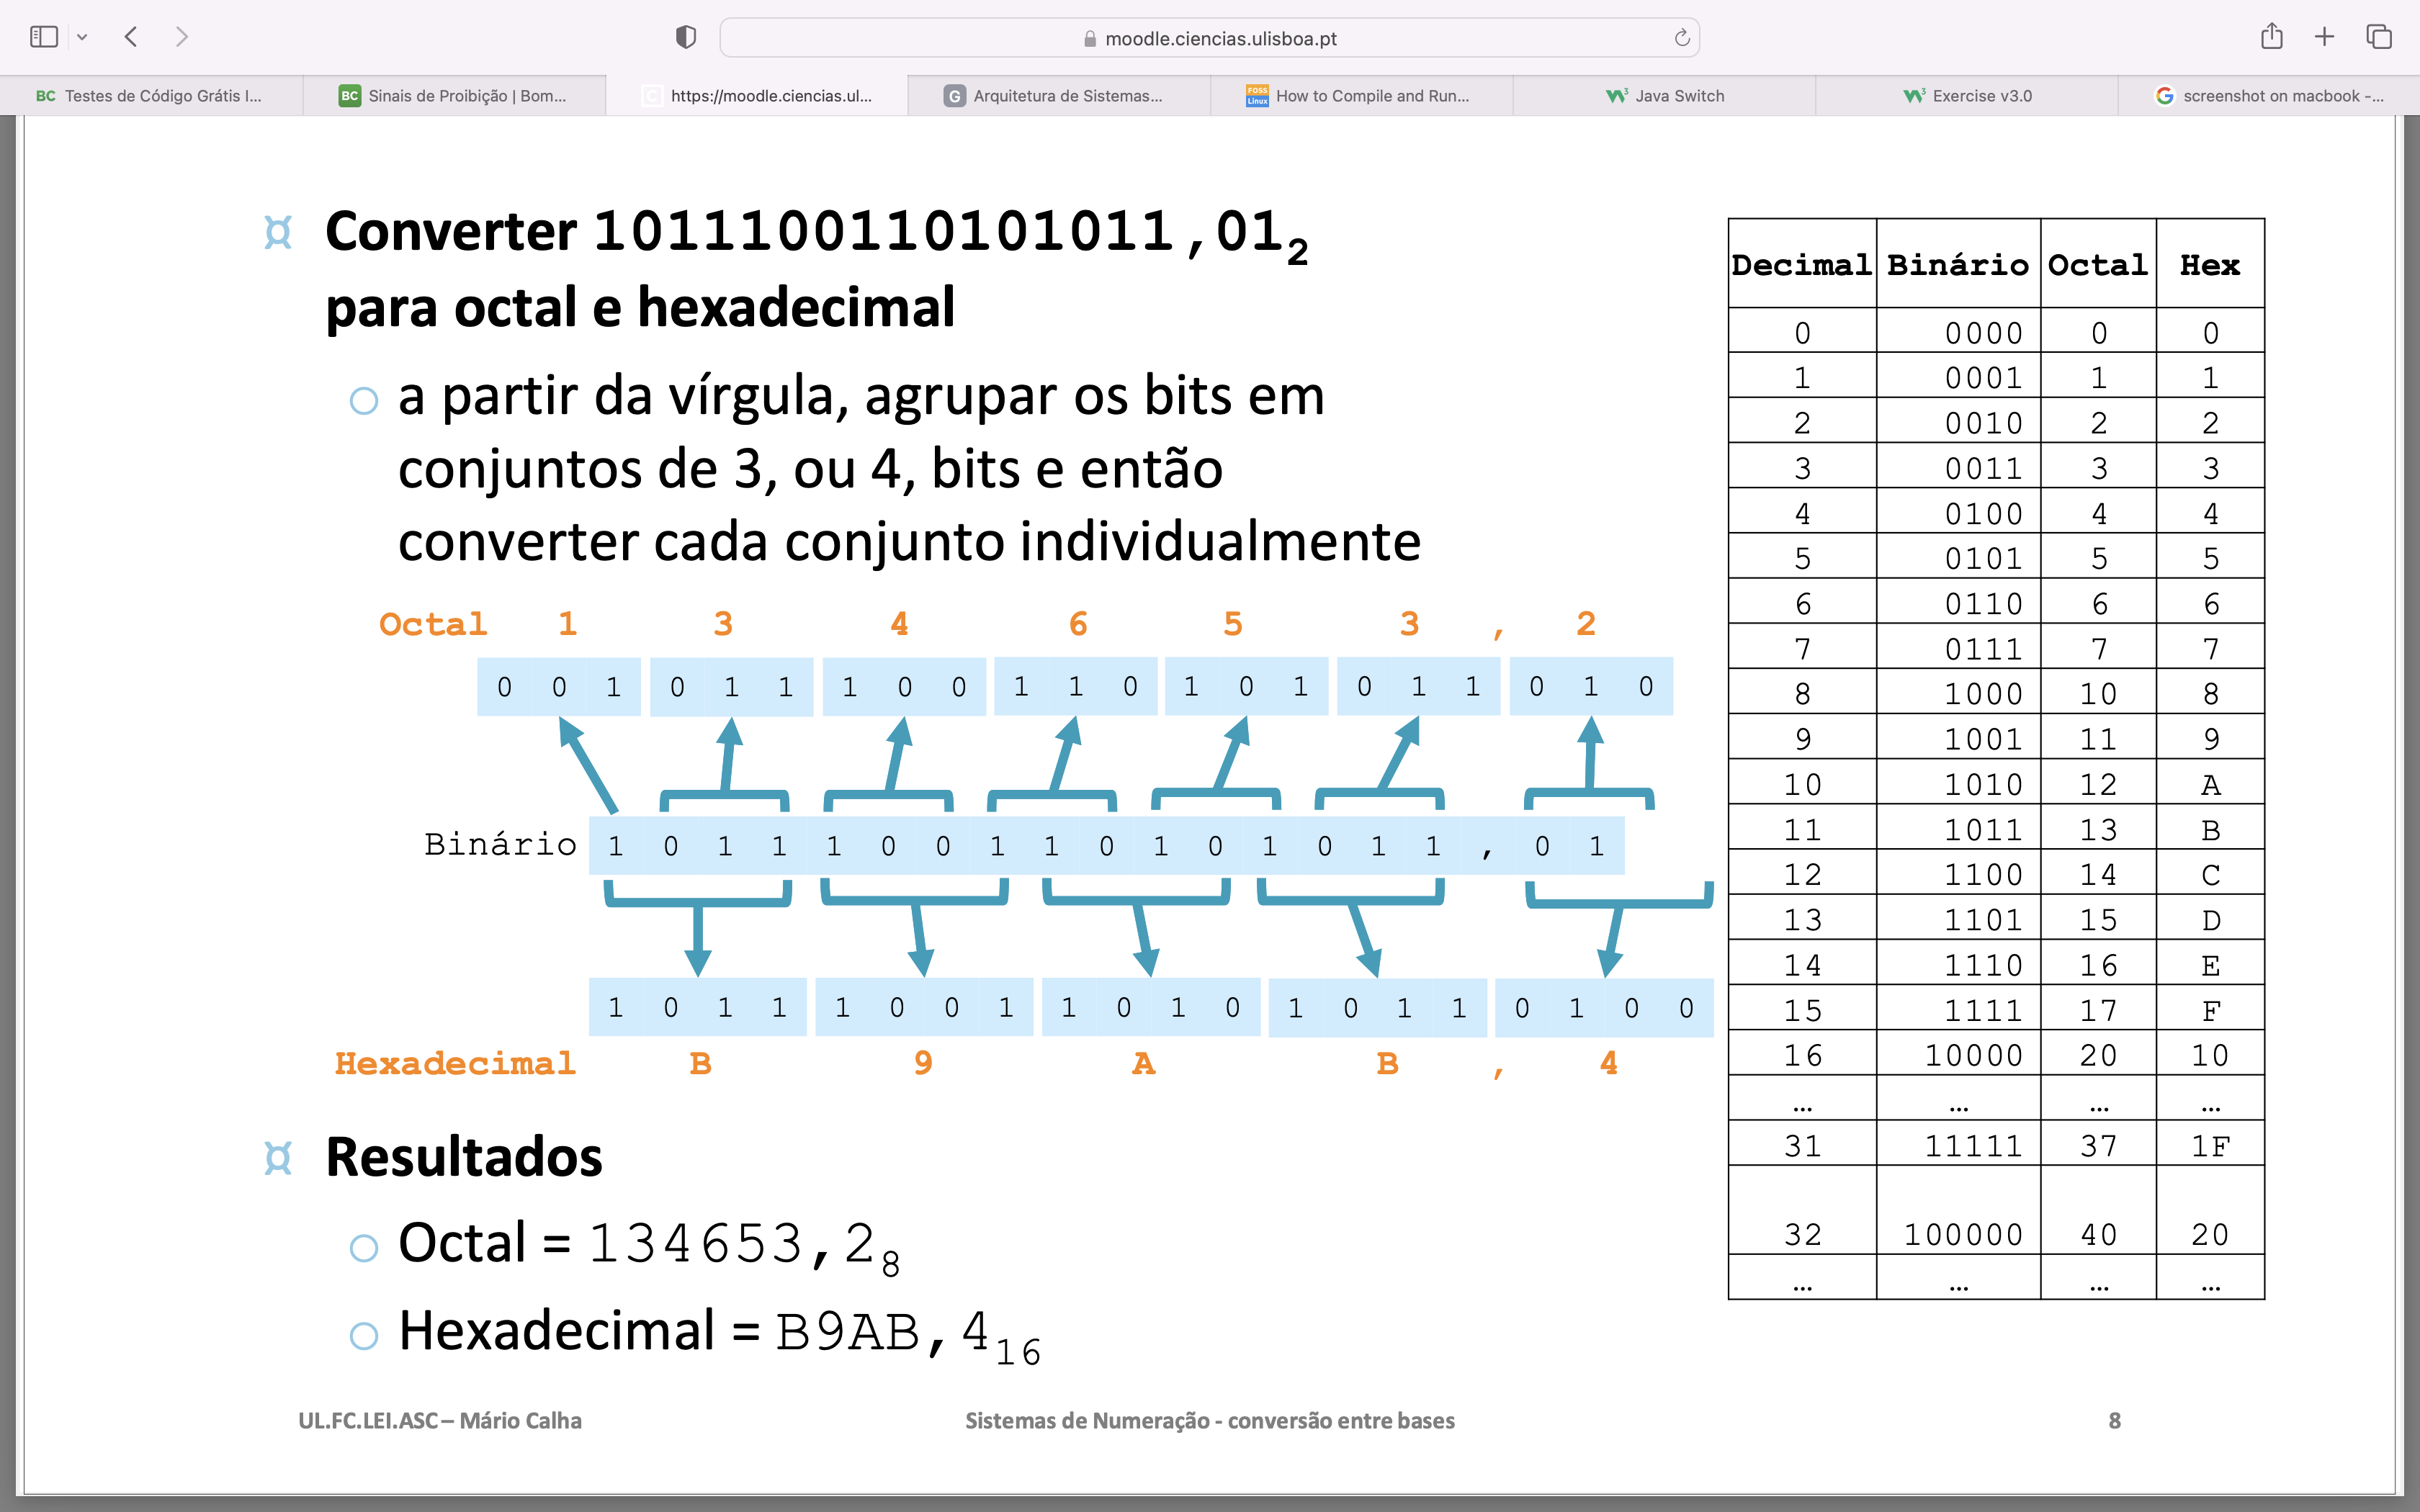 moodle.ciencias.ulisboa.pt
BC Testes de Código Grátis I...
BC Sinais de Proibição | Bom...
C https://moodle.ciencias.ul...
G Arquitetura de Sistemas...
FOSS Linux How to Compile and Run...
W3 Java Switch
W3 Exercise v3.0
G screenshot on macbook -...
¤ Converter 1011100110101011,01₂
para octal e hexadecimal
a partir da vírgula, agrupar os bits em
conjuntos de 3, ou 4, bits e então
converter cada conjunto individualmente
Octal 1 3 4 6 5 3 , 2
0 0 1 0 1 1 1 0 0 1 1 0 1 0 1 0 1 1 0 1 0
Binário 1 0 1 1 1 0 0 1 1 0 1 0 1 0 1 1 , 0 1
1 0 1 1 1 0 0 1 1 0 1 0 1 0 1 1 0 1 0 0
Hexadecimal B 9 A B , 4
¤ Resultados
Octal = 134653,2₈
Hexadecimal = B9AB,4₁₆
Decimal Binário Octal Hex
0 0000 0 0
1 0001 1 1
2 0010 2 2
3 0011 3 3
4 0100 4 4
5 0101 5 5
6 0110 6 6
7 0111 7 7
8 1000 10 8
9 1001 11 9
10 1010 12 A
11 1011 13 B
12 1100 14 C
13 1101 15 D
14 1110 16 E
15 1111 17 F
16 10000 20 10
… … … …
31 11111 37 1F
32 100000 40 20
… … … …
UL.FC.LEI.ASC – Mário Calha
Sistemas de Numeração - conversão entre bases
8